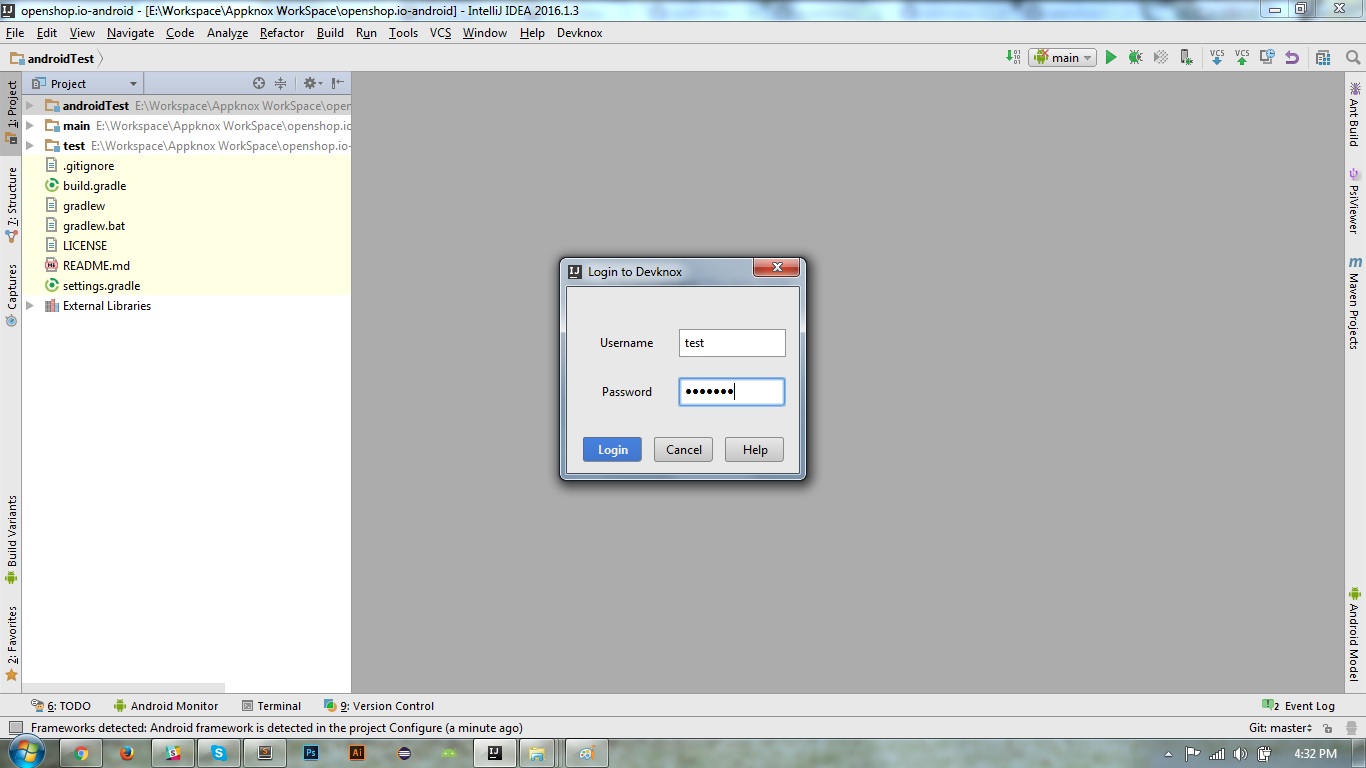 openshop.io-android - [E:\Workspace\Appknox WorkSpace\openshop.io-android] - IntelliJ IDEA 2016.1.3
File Edit View Navigate Code Analyze Refactor Build Run Tools VCS Window Help Devknox
androidTest main VCS VCS
1: Project
Project
androidTest E:\Workspace\Appknox WorkSpace\open
main E:\Workspace\Appknox WorkSpace\openshop.io
test E:\Workspace\Appknox WorkSpace\openshop.io-
.gitignore
build.gradle
gradlew
gradlew.bat
LICENSE
README.md
settings.gradle
External Libraries
7: Structure
Captures
Build Variants
2: Favorites
Login to Devknox
Username test
Password
Login Cancel Help
Ant Build
PsiViewer
Maven Projects
Android Model
6: TODO Android Monitor Terminal 9: Version Control 2 Event Log
Frameworks detected: Android framework is detected in the project Configure (a minute ago) Git: master
4:32 PM